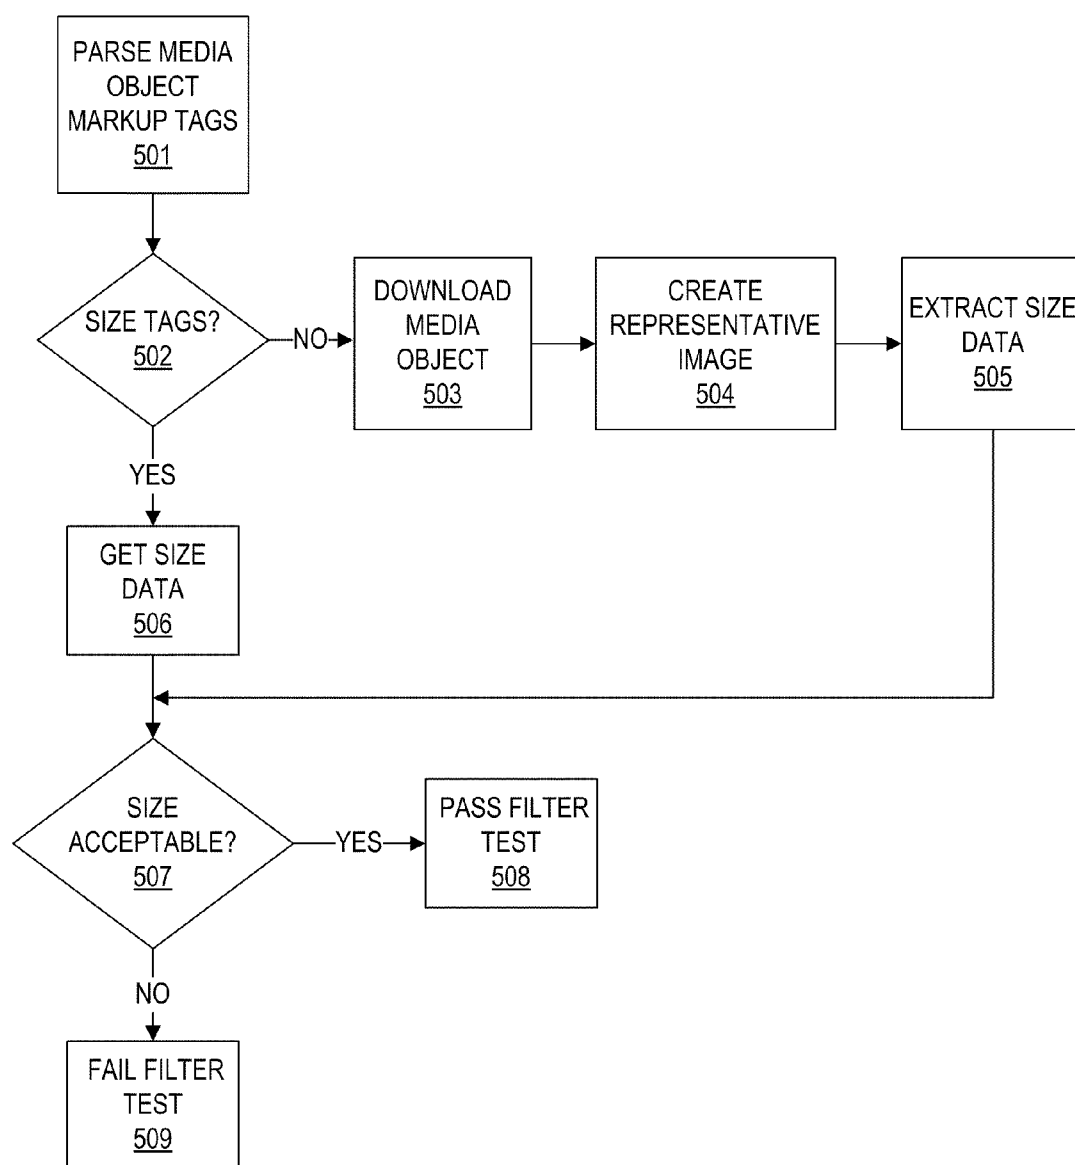 PARSE MEDIA
OBJECT
MARKUP TAGS
501
SIZE TAGS?
502
NO
DOWNLOAD
MEDIA
OBJECT
503
CREATE
REPRESENTATIVE
IMAGE
504
EXTRACT SIZE
DATA
505
YES
GET SIZE
DATA
506
SIZE
ACCEPTABLE?
507
YES
PASS FILTER
TEST
508
NO
FAIL FILTER
TEST
509